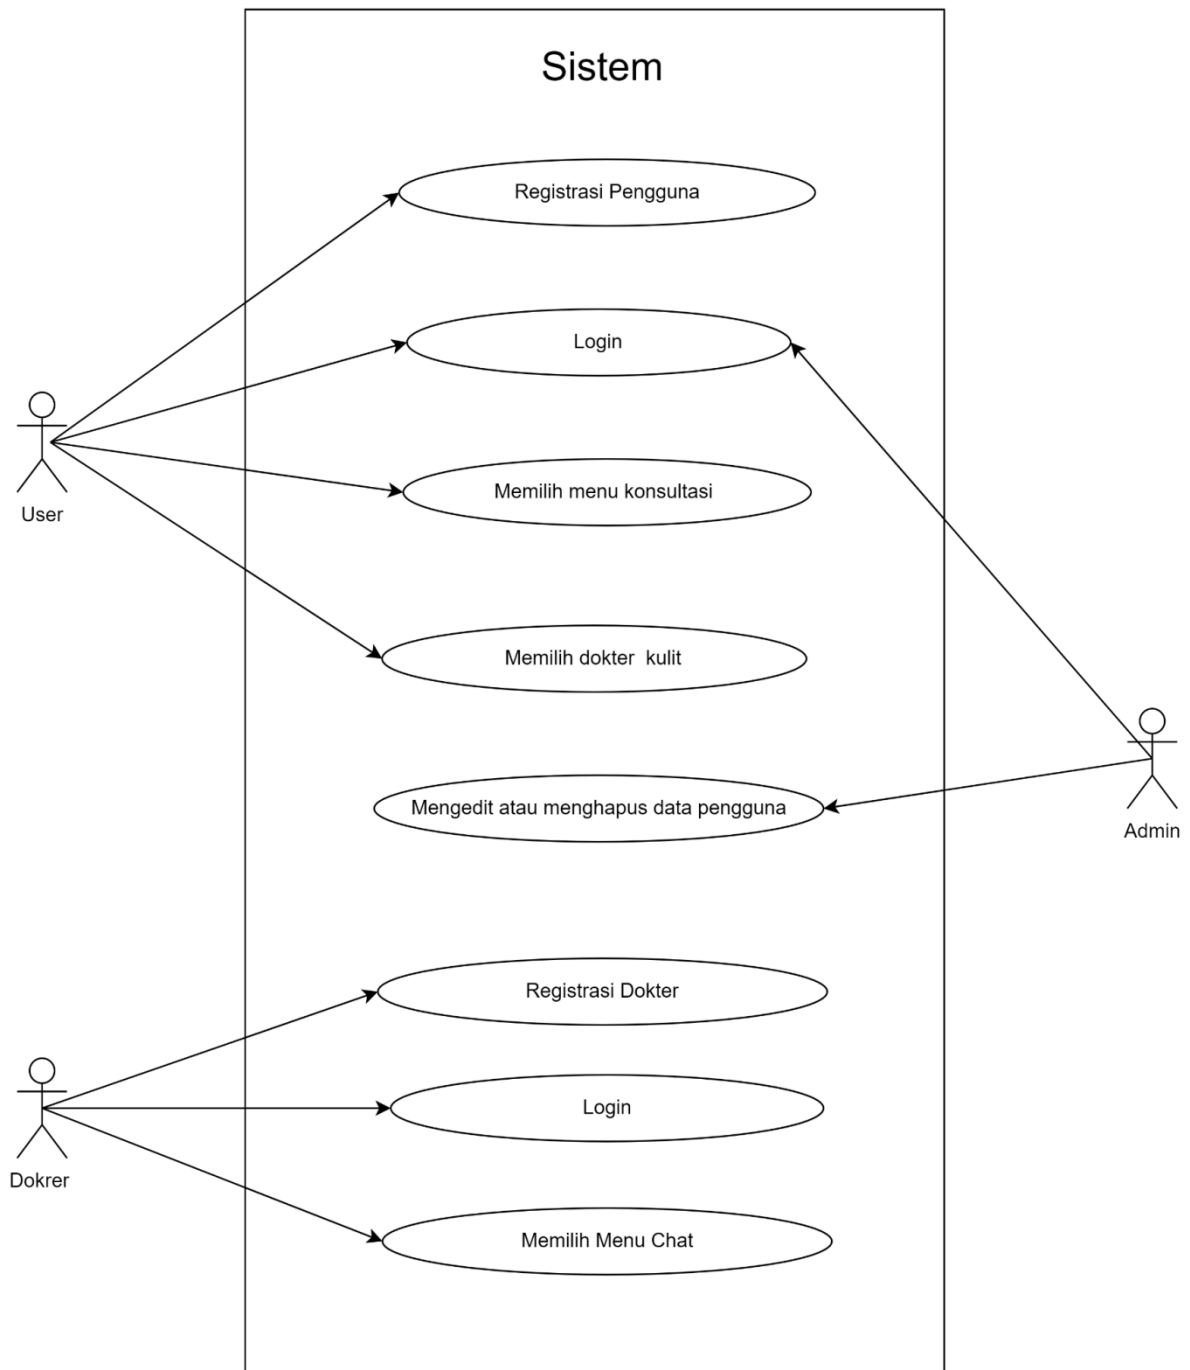 Sistem
Registrasi Pengguna
Login
Memilih menu konsultasi
User
Memilih dokter  kulit
Mengedit atau menghapus data pengguna
Admin
Registrasi Dokter
Login
Dokrer
Memilih Menu Chat